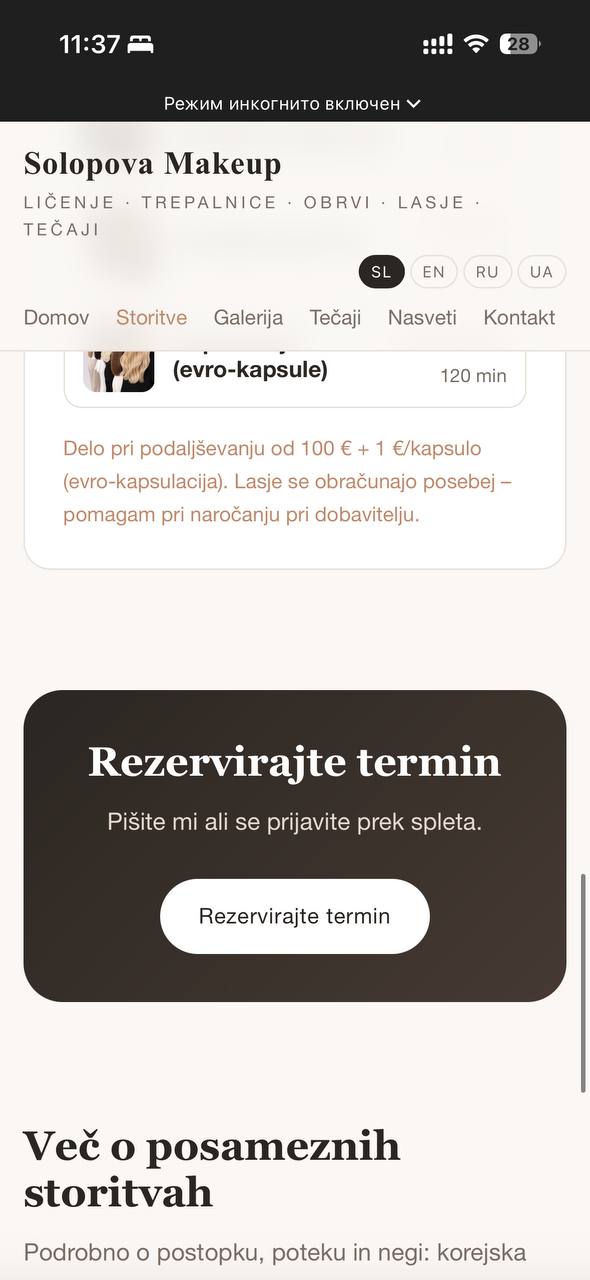 11:37
28
Режим инкогнито включен
Solopova Makeup
LIČENJE · TREPALNICE · OBRVI · LASJE ·
TEČAJI
SL EN RU UA
Domov Storitve Galerija Tečaji Nasveti Kontakt
(evro-kapsule)
120 min
Delo pri podaljševanju od 100 € + 1 €/kapsulo
(evro-kapsulacija). Lasje se obračunajo posebej –
pomagam pri naročanju pri dobavitelju.
Rezervirajte termin
Pišite mi ali se prijavite prek spleta.
Rezervirajte termin
Več o posameznih
storitvah
Podrobno o postopku, poteku in negi: korejska